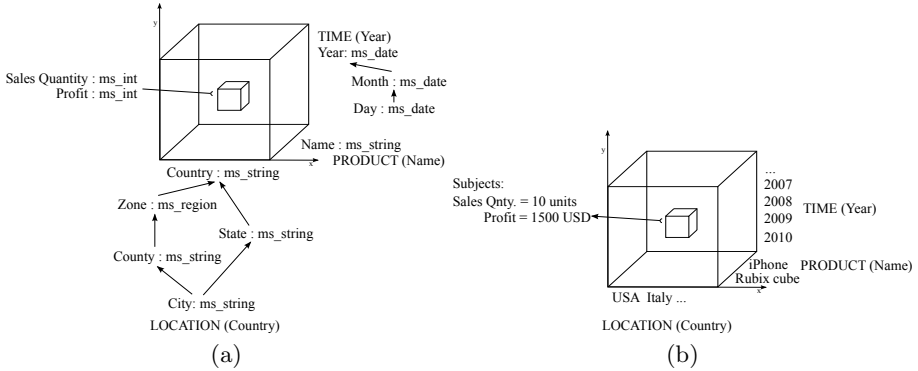 y
TIME (Year)
Year: ms_date
Sales Quantity : ms_int
Profit : ms_int
Month : ms_date
Day : ms_date
Name : ms_string
x
PRODUCT (Name)
Country : ms_string
Zone : ms_region
State : ms_string
County : ms_string
City: ms_string
LOCATION (Country)
(a)
y
Subjects:
Sales Qnty. = 10 units
Profit = 1500 USD
...
2007
2008
2009
2010
TIME (Year)
iPhone
Rubix cube
PRODUCT (Name)
x
USA Italy ...
LOCATION (Country)
(b)